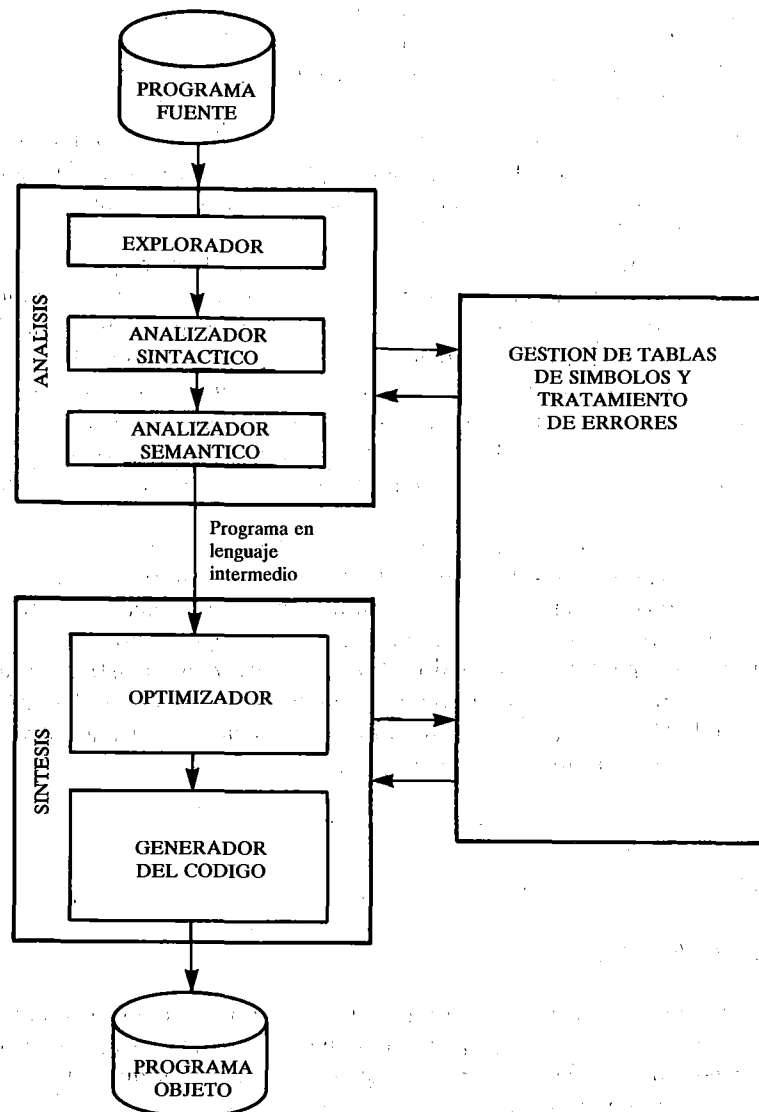 PROGRAMA
FUENTE
ANALISIS
EXPLORADOR
ANALIZADOR
SINTACTICO
ANALIZADOR
SEMANTICO
GESTION DE TABLAS
DE SIMBOLOS Y
TRATAMIENTO
DE ERRORES
Programa en
lenguaje
intermedio
SINTESIS
OPTIMIZADOR
GENERADOR
DEL CODIGO
PROGRAMA
OBJETO